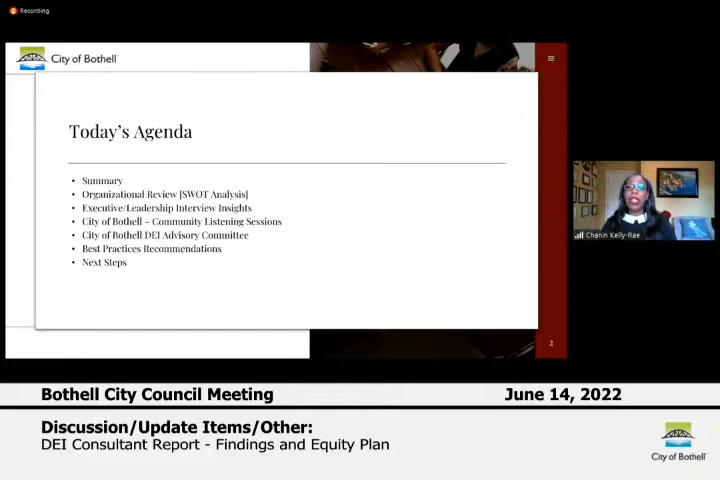 Recording
City of Bothell
Today's Agenda
• Summary
• Organizational Review [SWOT Analysis]
• Executive/Leadership Interview Insights
• City of Bothell – Community Listening Sessions
• City of Bothell DEI Advisory Committee
• Best Practices Recommendations
• Next Steps
2
Chanin Kelly-Rae
Bothell City Council Meeting June 14, 2022
Discussion/Update Items/Other:
DEI Consultant Report - Findings and Equity Plan
City of Bothell